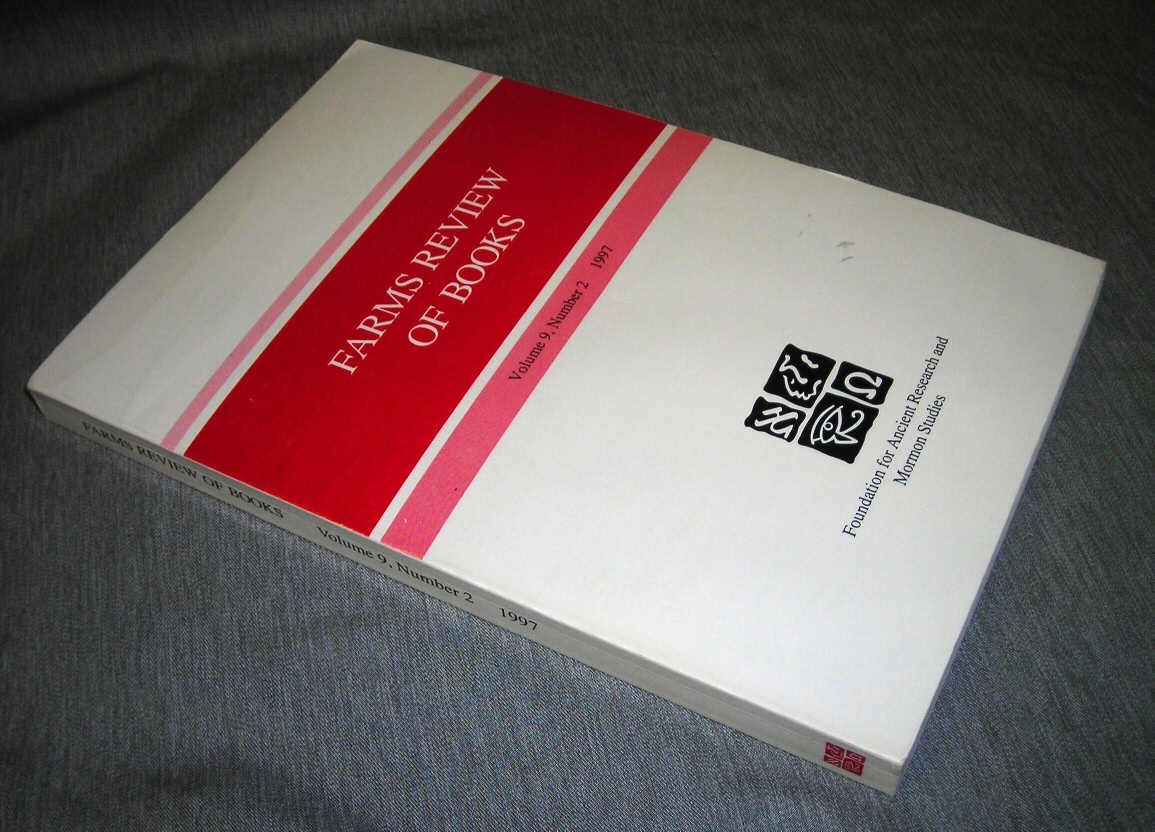 FARMS REVIEW
OF BOOKS
Volume 9, Number 2 1997
Ω
Foundation for Ancient Research and
Mormon Studies
FARMS REVIEW OF BOOKS Volume 9, Number 2 1997